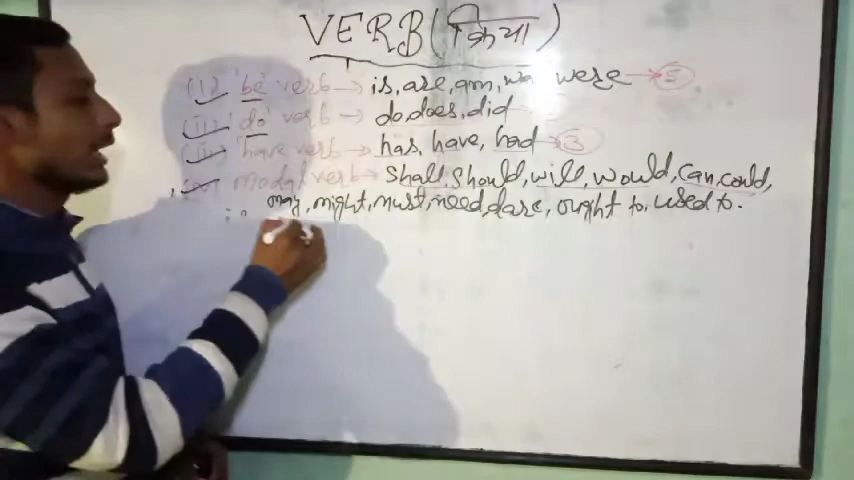 VERB (क्रिया)
(i) 'be' verb → is, are, am, was were → 5
(ii) 'do' verb → do, does, did
(iii) have verb → has, have, had → 3
(iv) modal verb → Shall, Should, will, would, Can, could,
may, might, must, need, dare, ought to, used to.